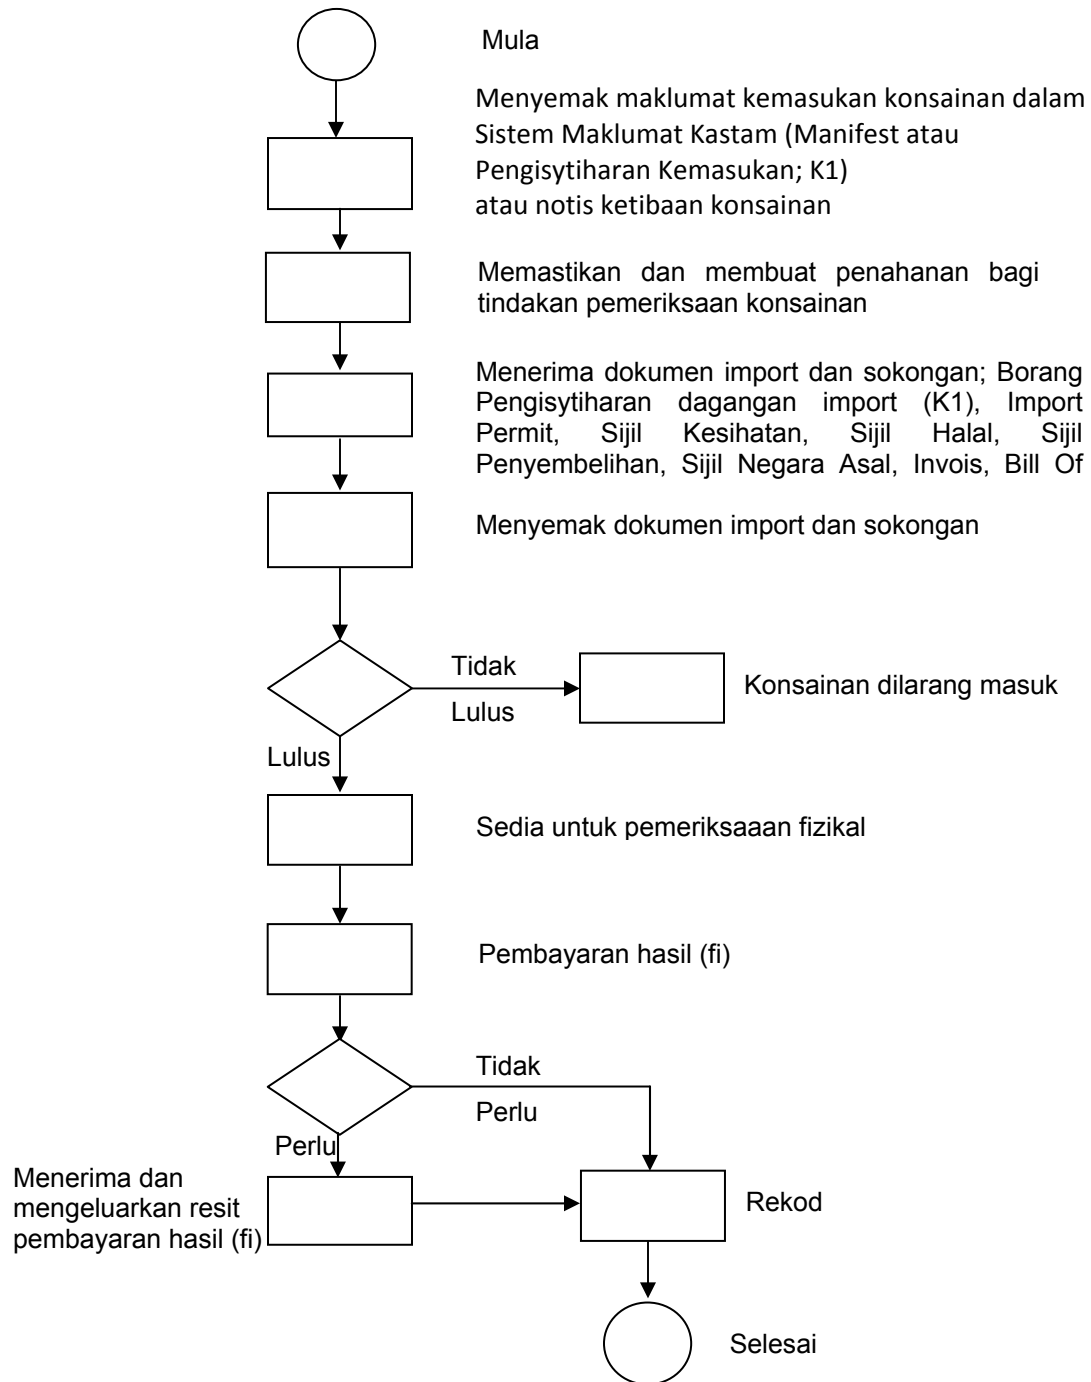 Mula
Menyemak maklumat kemasukan konsainan dalam
Sistem Maklumat Kastam (Manifest atau
Pengisytiharan Kemasukan; K1)
atau notis ketibaan konsainan
Memastikan dan membuat penahanan bagi
tindakan pemeriksaan konsainan
Menerima dokumen import dan sokongan; Borang
Pengisytiharan dagangan import (K1), Import
Permit, Sijil Kesihatan, Sijil Halal, Sijil
Penyembelihan, Sijil Negara Asal, Invois, Bill Of
Menyemak dokumen import dan sokongan
Tidak
Lulus
Konsainan dilarang masuk
Lulus
Sedia untuk pemeriksaaan fizikal
Pembayaran hasil (fi)
Tidak
Perlu
Perlu
Menerima dan
mengeluarkan resit
pembayaran hasil (fi)
Rekod
Selesai